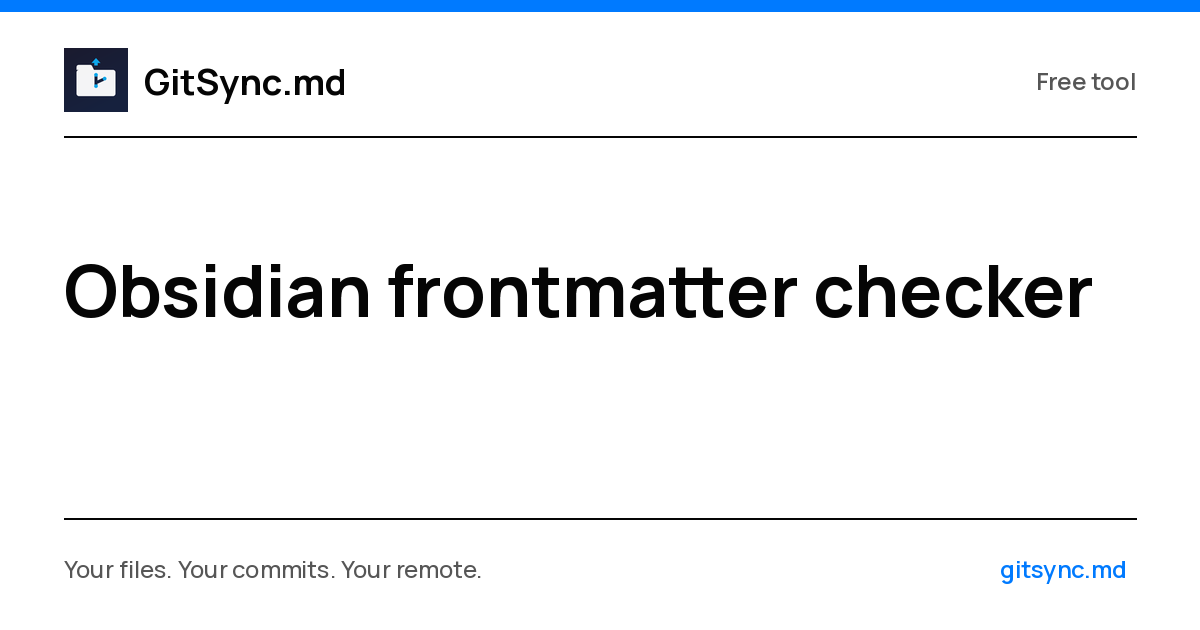 GitSync.md
Free tool
Obsidian frontmatter checker
Your files. Your commits. Your remote.
gitsync.md